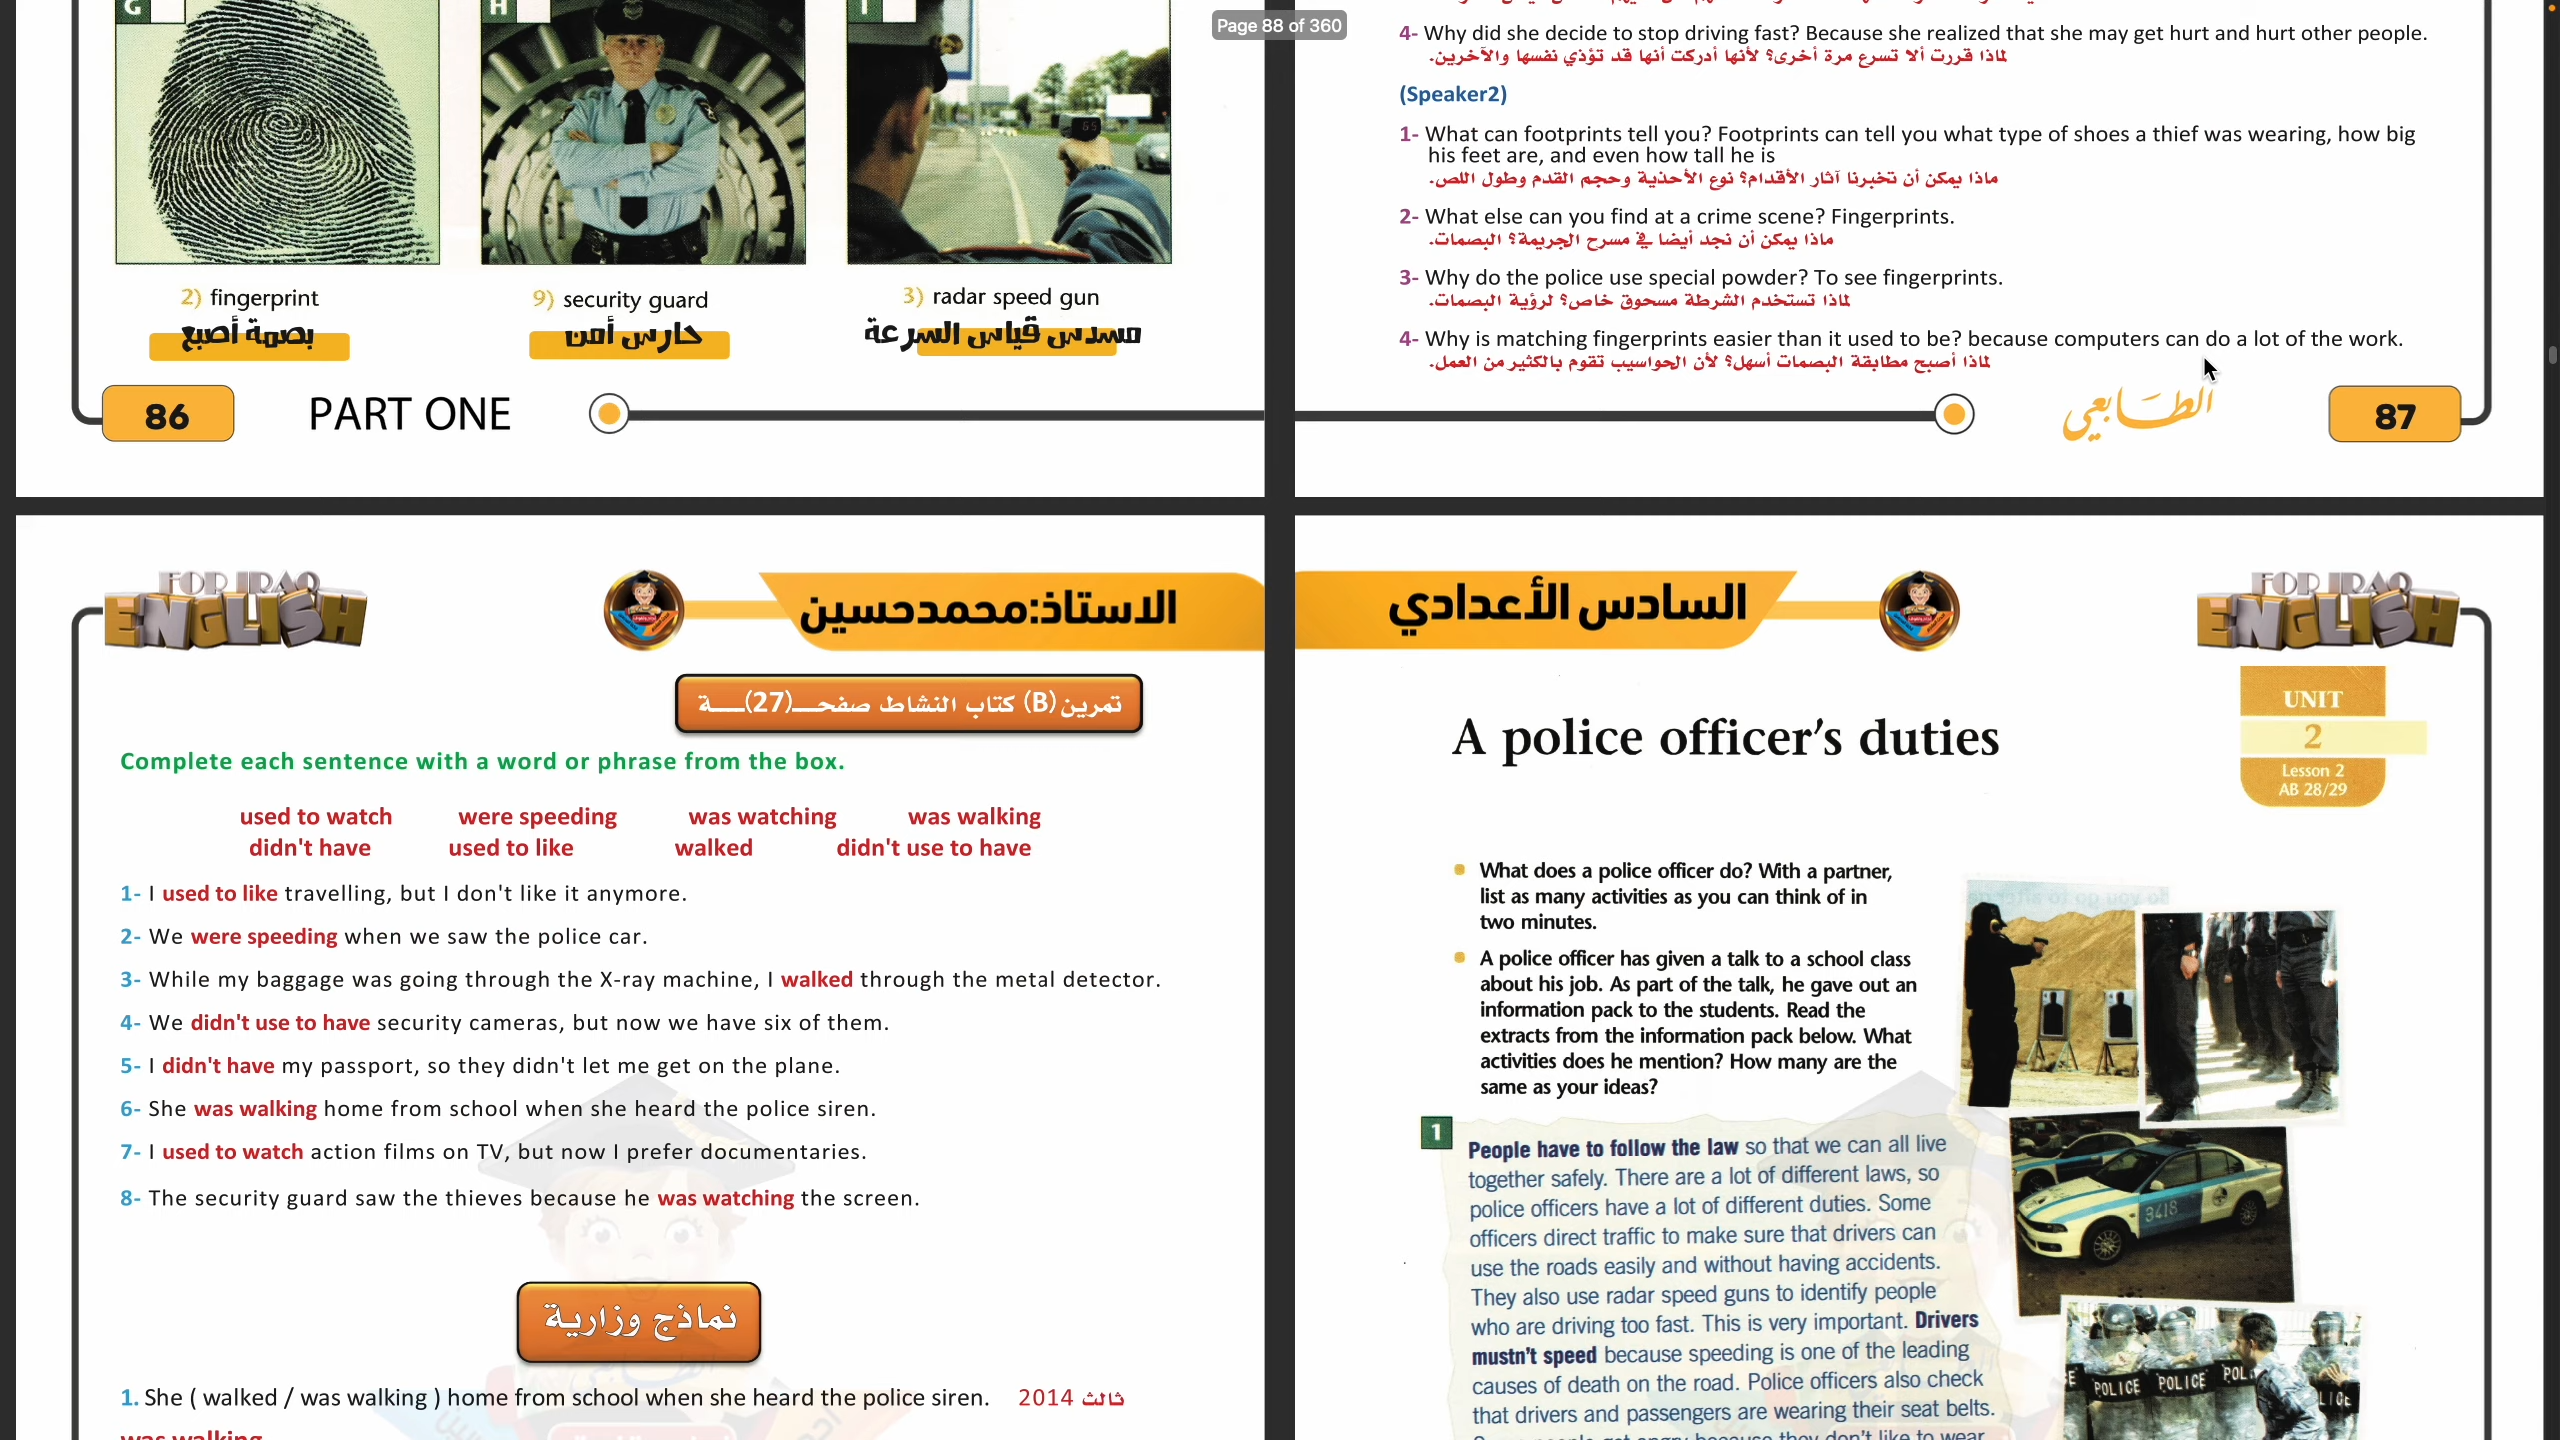 G
H
I
2) fingerprint
بصمة أصبع
9) security guard
حارس أمن
3) radar speed gun
مسدس قياس السرعة
86
PART ONE
Page 88 of 360
4- Why did she decide to stop driving fast? Because she realized that she may get hurt and hurt other people.
لماذا قررت ألا تسرع مرة أخرى؟ لأنها أدركت أنها قد تؤذي نفسها والآخرين.
(Speaker2)
1- What can footprints tell you? Footprints can tell you what type of shoes a thief was wearing, how big
his feet are, and even how tall he is
ماذا يمكن أن تخبرنا آثار الأقدام؟ نوع الأحذية وحجم القدم وطول اللص.
2- What else can you find at a crime scene? Fingerprints.
ماذا يمكن أن نجد أيضا في مسرح الجريمة؟ البصمات.
3- Why do the police use special powder? To see fingerprints.
لماذا تستخدم الشرطة مسحوق خاص؟ لرؤية البصمات.
4- Why is matching fingerprints easier than it used to be? because computers can do a lot of the work.
لماذا أصبح مطابقة البصمات أسهل؟ لأن الحواسيب تقوم بالكثير من العمل.
الطابعي
87
FOR IRAQ
ENGLISH
الاستاذ:محمدحسين
تمرين (B) كتاب النشاط صفحـــ(27)ــــة
Complete each sentence with a word or phrase from the box.
used to watch were speeding was watching was walking
didn't have used to like walked didn't use to have
1- I used to like travelling, but I don't like it anymore.
2- We were speeding when we saw the police car.
3- While my baggage was going through the X-ray machine, I walked through the metal detector.
4- We didn't use to have security cameras, but now we have six of them.
5- I didn't have my passport, so they didn't let me get on the plane.
6- She was walking home from school when she heard the police siren.
7- I used to watch action films on TV, but now I prefer documentaries.
8- The security guard saw the thieves because he was watching the screen.
نماذج وزارية
1. She ( walked / was walking ) home from school when she heard the police siren. 2014 ثالث
was walking
السادس الأعدادي
FOR IRAQ
ENGLISH
UNIT
2
Lesson 2
AB 28/29
A police officer's duties
What does a police officer do? With a partner,
list as many activities as you can think of in
two minutes.
A police officer has given a talk to a school class
about his job. As part of the talk, he gave out an
information pack to the students. Read the
extracts from the information pack below. What
activities does he mention? How many are the
same as your ideas?
1
People have to follow the law so that we can all live
together safely. There are a lot of different laws, so
police officers have a lot of different duties. Some
officers direct traffic to make sure that drivers can
use the roads easily and without having accidents.
They also use radar speed guns to identify people
who are driving too fast. This is very important. Drivers
mustn't speed because speeding is one of the leading
causes of death on the road. Police officers also check
that drivers and passengers are wearing their seat belts.
3418
POLICE POLICE